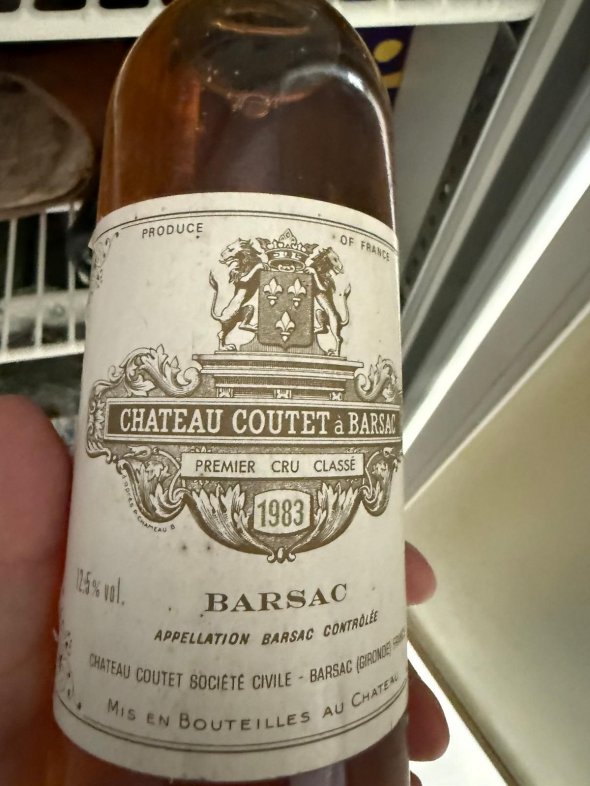 PRODUCE OF FRANCE
CHATEAU COUTET à BARSAC
PREMIER CRU CLASSÉ
1983
12.5% vol.
BARSAC
APPELLATION BARSAC CONTRÔLÉE
CHATEAU COUTET SOCIÉTÉ CIVILE - BARSAC (GIRONDE) FRANCE
MIS EN BOUTEILLES AU CHATEAU